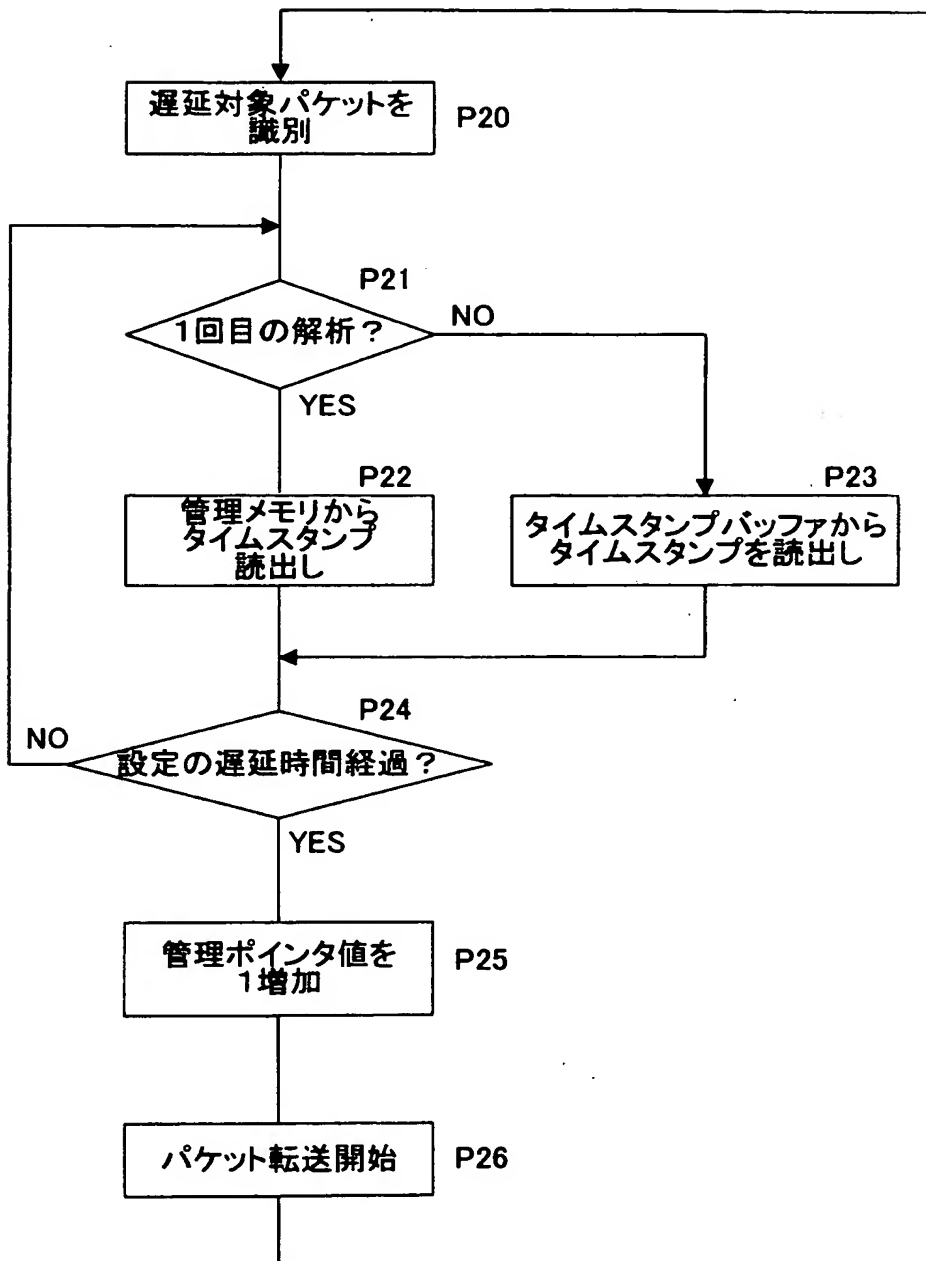 遅延対象パケットを
識別
P20
P21
1回目の解析?
NO
YES
P22
管理メモリから
タイムスタンプ
読出し
P23
タイムスタンプバッファから
タイムスタンプを読出し
P24
NO
設定の遅延時間経過?
YES
管理ポインタ値を
1増加
P25
パケット転送開始
P26